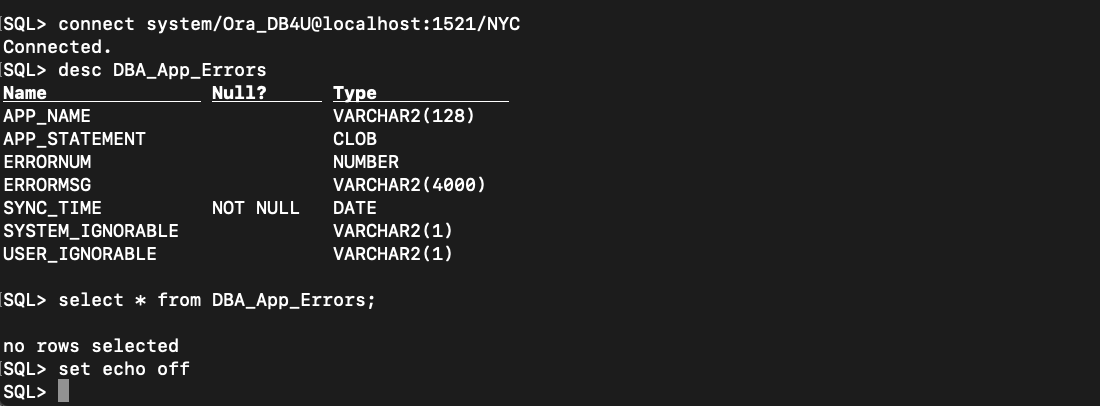 SQL> connect system/Ora_DB4U@localhost:1521/NYC
Connected.
SQL> desc DBA_App_Errors
Name Null? Type
APP_NAME VARCHAR2(128)
APP_STATEMENT CLOB
ERRORNUM NUMBER
ERRORMSG VARCHAR2(4000)
SYNC_TIME NOT NULL DATE
SYSTEM_IGNORABLE VARCHAR2(1)
USER_IGNORABLE VARCHAR2(1)
SQL> select * from DBA_App_Errors;
no rows selected
SQL> set echo off
SQL>